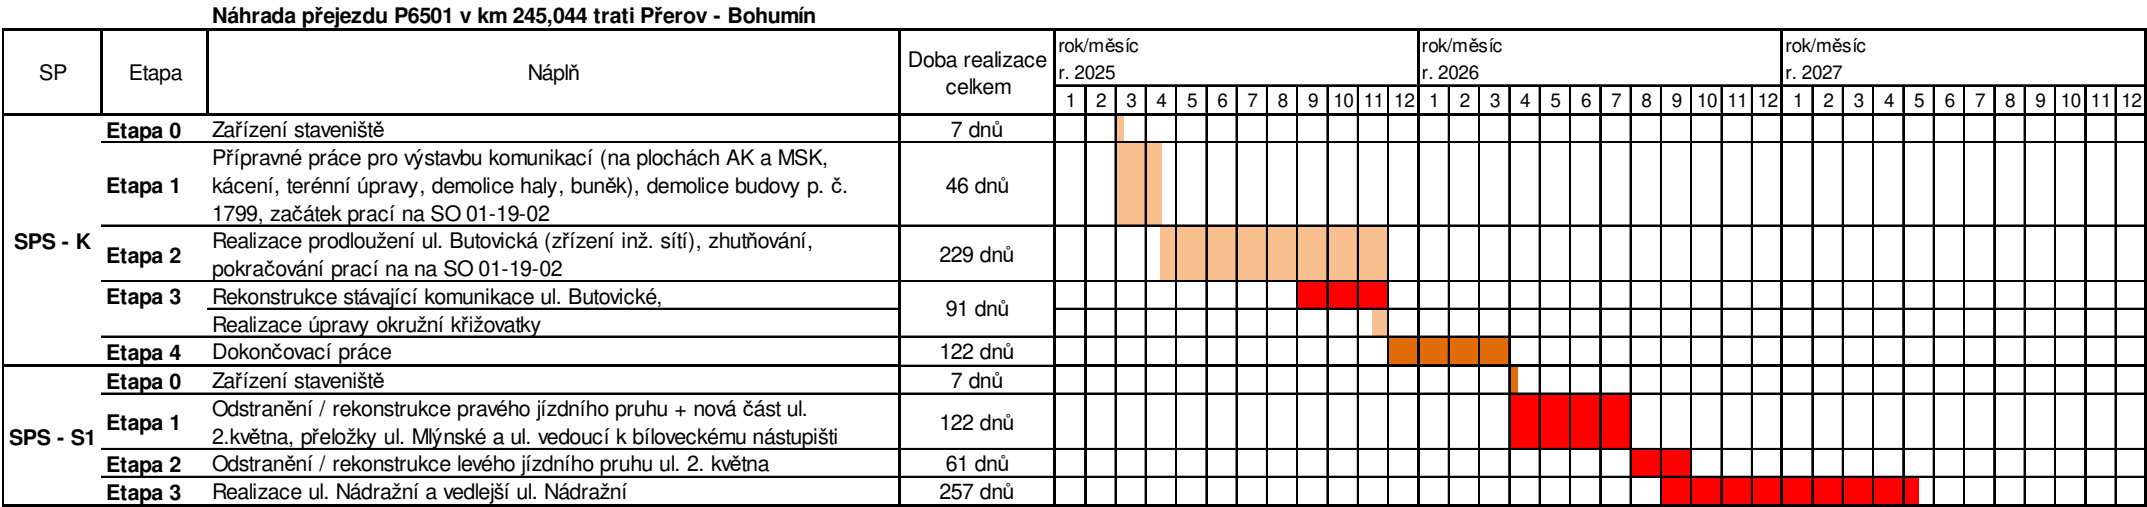 Náhrada přejezdu P6501 v km 245,044 trati Přerov - Bohumín
SP
Etapa
Náplň
Doba realizace
celkem
rok/měsíc
r. 2025
rok/měsíc
r. 2026
rok/měsíc
r. 2027
1 2 3 4 5 6 7 8 9 10 11 12 1 2 3 4 5 6 7 8 9 10 11 12 1 2 3 4 5 6 7 8 9 10 11 12
SPS - K
Etapa 0 Zařízení staveniště 7 dnů
Etapa 1
Přípravné práce pro výstavbu komunikací (na plochách AK a MSK,
kácení, terénní úpravy, demolice haly, buněk), demolice budovy p. č.
1799, začátek prací na SO 01-19-02
46 dnů
Etapa 2
Realizace prodloužení ul. Butovická (zřízení inž. sítí), zhutňování,
pokračování prací na na SO 01-19-02
229 dnů
Etapa 3 Rekonstrukce stávající komunikace ul. Butovické,
Realizace úpravy okružní křižovatky
91 dnů
Etapa 4 Dokončovací práce 122 dnů
SPS - S1
Etapa 0 Zařízení staveniště 7 dnů
Etapa 1
Odstranění / rekonstrukce pravého jízdního pruhu + nová část ul.
2.května, přeložky ul. Mlýnské a ul. vedoucí k bíloveckému nástupišti
122 dnů
Etapa 2 Odstranění / rekonstrukce levého jízdního pruhu ul. 2. května 61 dnů
Etapa 3 Realizace ul. Nádražní a vedlejší ul. Nádražní 257 dnů